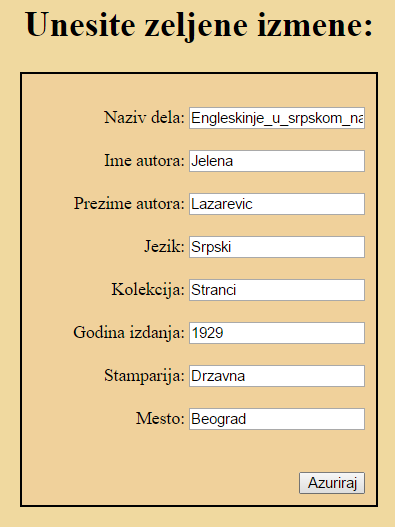 Unesite zeljene izmene:
Naziv dela: Engleskinje_u_srpskom_na
Ime autora: Jelena
Prezime autora: Lazarevic
Jezik: Srpski
Kolekcija: Stranci
Godina izdanja: 1929
Stamparija: Drzavna
Mesto: Beograd
Azuriraj